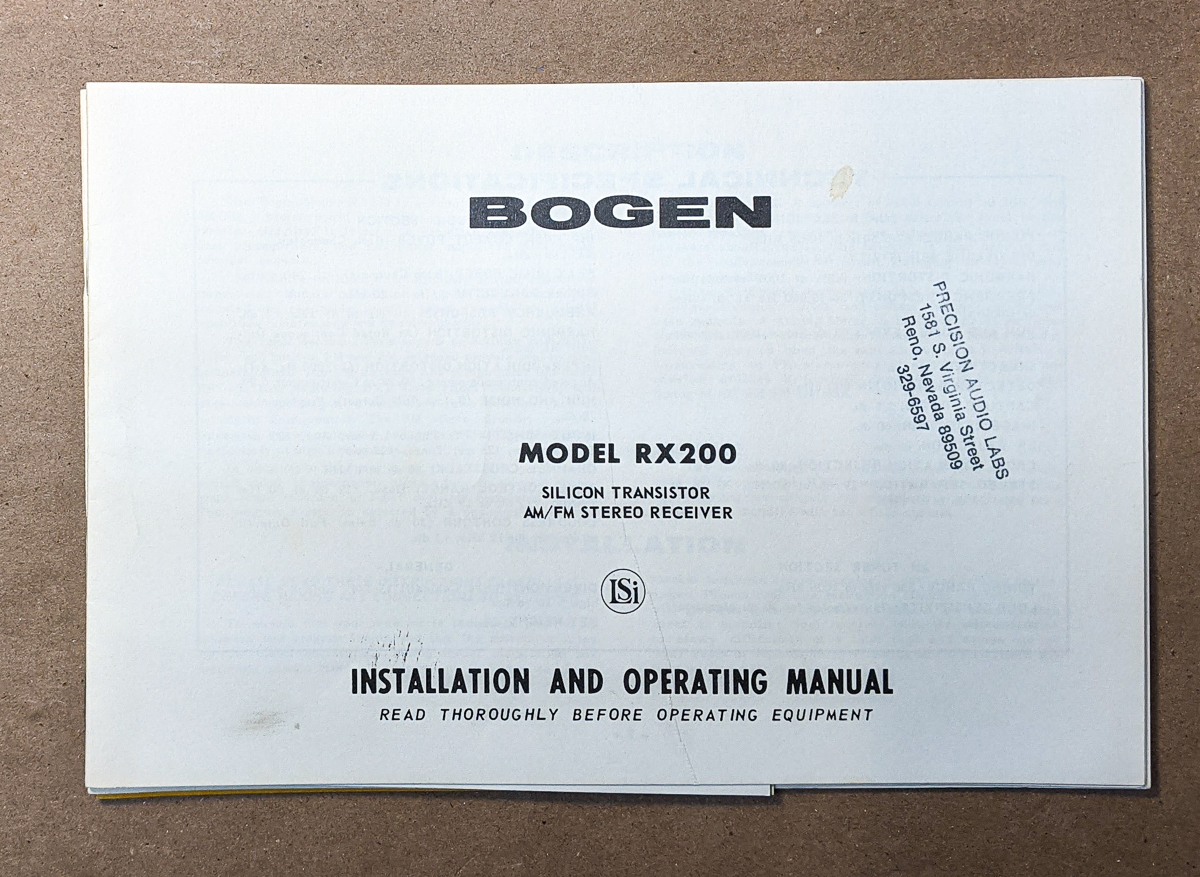 BOGEN
PRECISION AUDIO LABS
1581 S. Virginia Street
Reno, Nevada 89509
329-6597
MODEL RX200
SILICON TRANSISTOR
AM/FM STEREO RECEIVER
LSi
INSTALLATION AND OPERATING MANUAL
READ THOROUGHLY BEFORE OPERATING EQUIPMENT